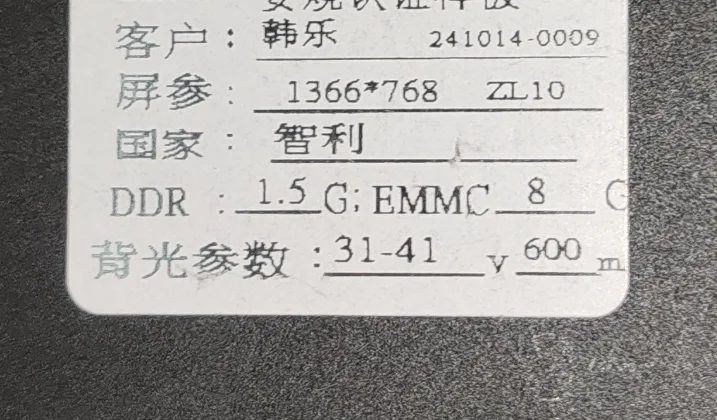 客户：韩乐 241014-0009
屏参：1366*768 ZL10
国家：智利
DDR：1.5G; EMMC 8 G
背光参数：31-41 v 600 m